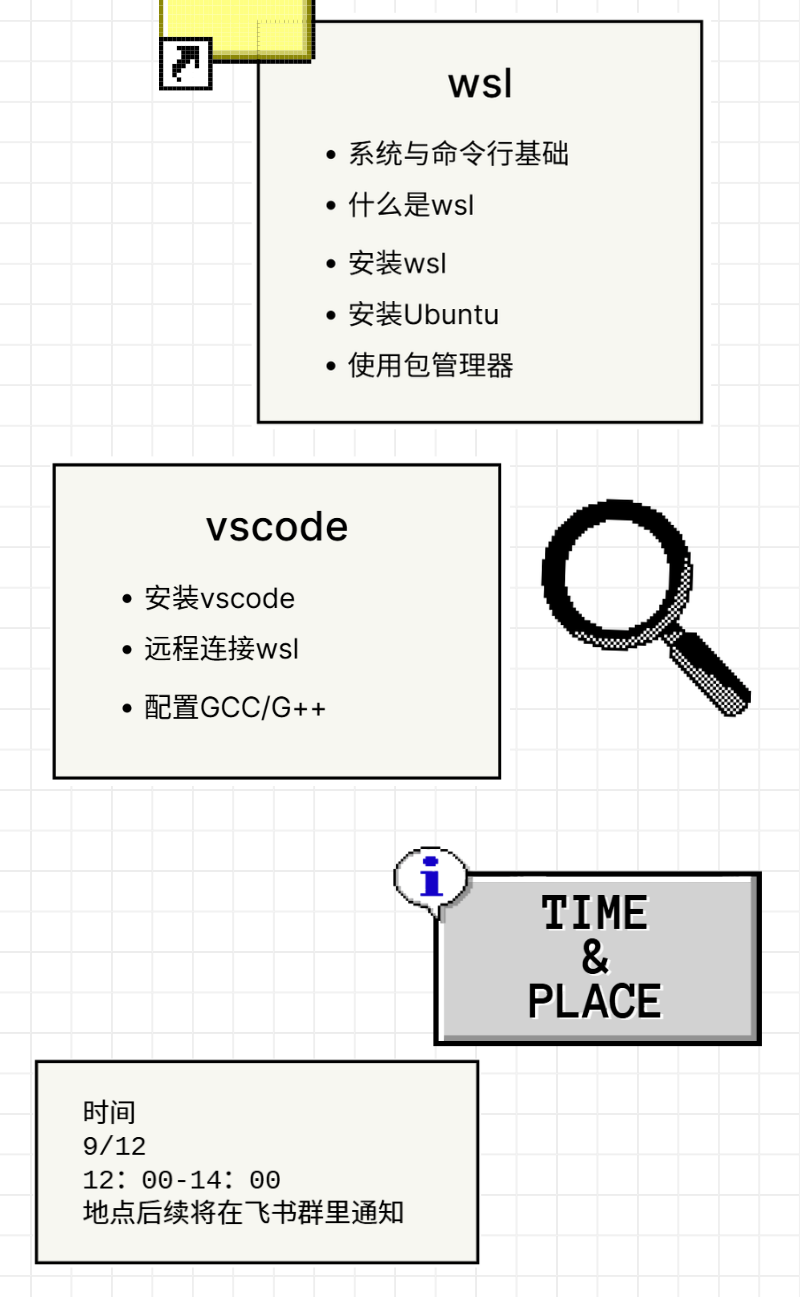 wsl
系统与命令行基础
什么是wsl
安装wsl
安装Ubuntu
使用包管理器
vscode
安装vscode
远程连接wsl
配置GCC/G++
i
TIME
&
PLACE
时间
9/12
12：00-14：00
地点后续将在飞书群里通知